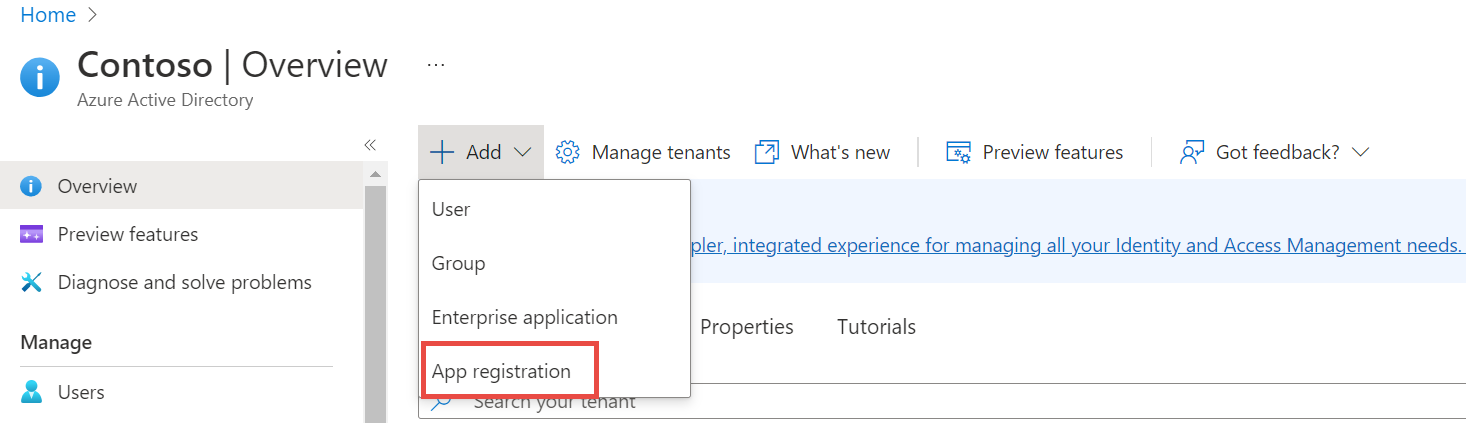 Home
Contoso | Overview ...
Azure Active Directory
Add
Manage tenants
What's new
Preview features
Got feedback?
Overview
Preview features
Diagnose and solve problems
Manage
Users
User
Group
Enterprise application
App registration
integrated experience for managing all your Identity and Access Management needs.
Properties
Tutorials
Search your tenant